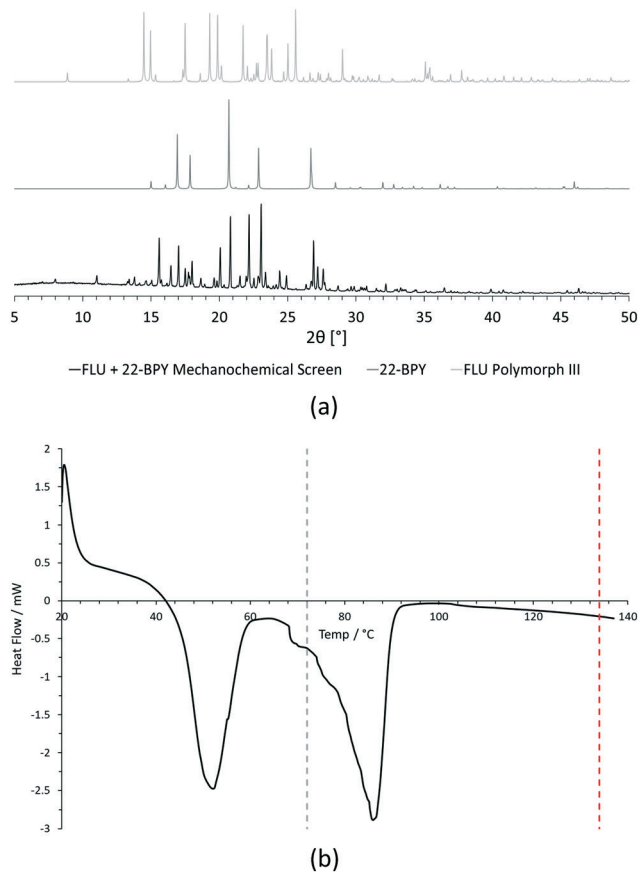 5 10 15 20 25 30 35 40 45 50
2θ [°]
FLU + 22-BPY Mechanochemical Screen 22-BPY FLU Polymorph III
(a)
2
1.5
1
0.5
0
20 40 60 80 100 120 140
Temp / °C
-0.5
-1
-1.5
-2
-2.5
-3
Heat Flow / mW
(b)